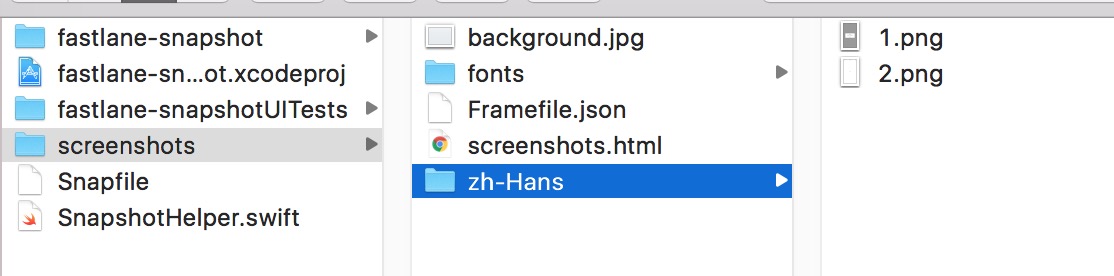 fastlane-snapshot
fastlane-sn...ot.xcodeproj
fastlane-snapshotUITests
screenshots
Snapfile
SnapshotHelper.swift
background.jpg
fonts
Framefile.json
screenshots.html
zh-Hans
1.png
2.png